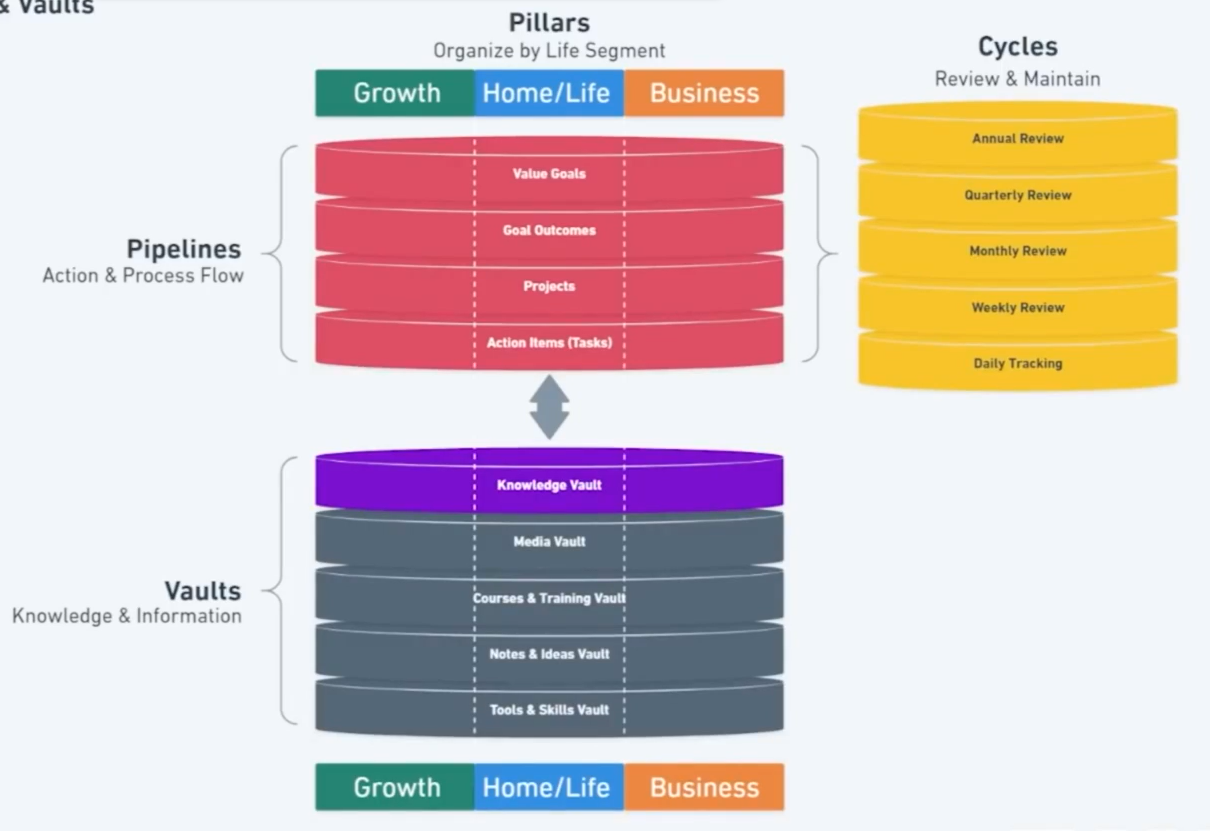 & Vaults
Pillars
Organize by Life Segment
Growth
Home/Life
Business
Cycles
Review & Maintain
Pipelines
Action & Process Flow
Value Goals
Goal Outcomes
Projects
Action Items (Tasks)
Annual Review
Quarterly Review
Monthly Review
Weekly Review
Daily Tracking
Vaults
Knowledge & Information
Knowledge Vault
Media Vault
Courses & Training Vault
Notes & Ideas Vault
Tools & Skills Vault
Growth
Home/Life
Business